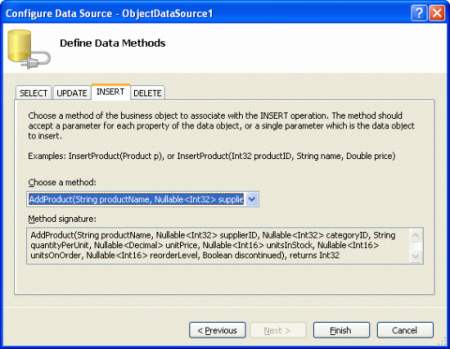 Configure Data Source - ObjectDataSource1
Define Data Methods
SELECT UPDATE INSERT DELETE
Choose a method of the business object to associate with the INSERT operation. The method should
accept a parameter for each property of the data object, or a single parameter which is the data object
to insert.
Examples: InsertProduct(Product p), or InsertProduct(Int32 productID, String name, Double price)
Choose a method:
AddProduct(String productName, Nullable<Int32> supplie
Method signature:
AddProduct(String productName, Nullable<Int32> supplierID, Nullable<Int32> categoryID, String
quantityPerUnit, Nullable<Decimal> unitPrice, Nullable<Int16> unitsInStock, Nullable<Int16>
unitsOnOrder, Nullable<Int16> reorderLevel, Boolean discontinued), returns Int32
< Previous Next > Finish Cancel